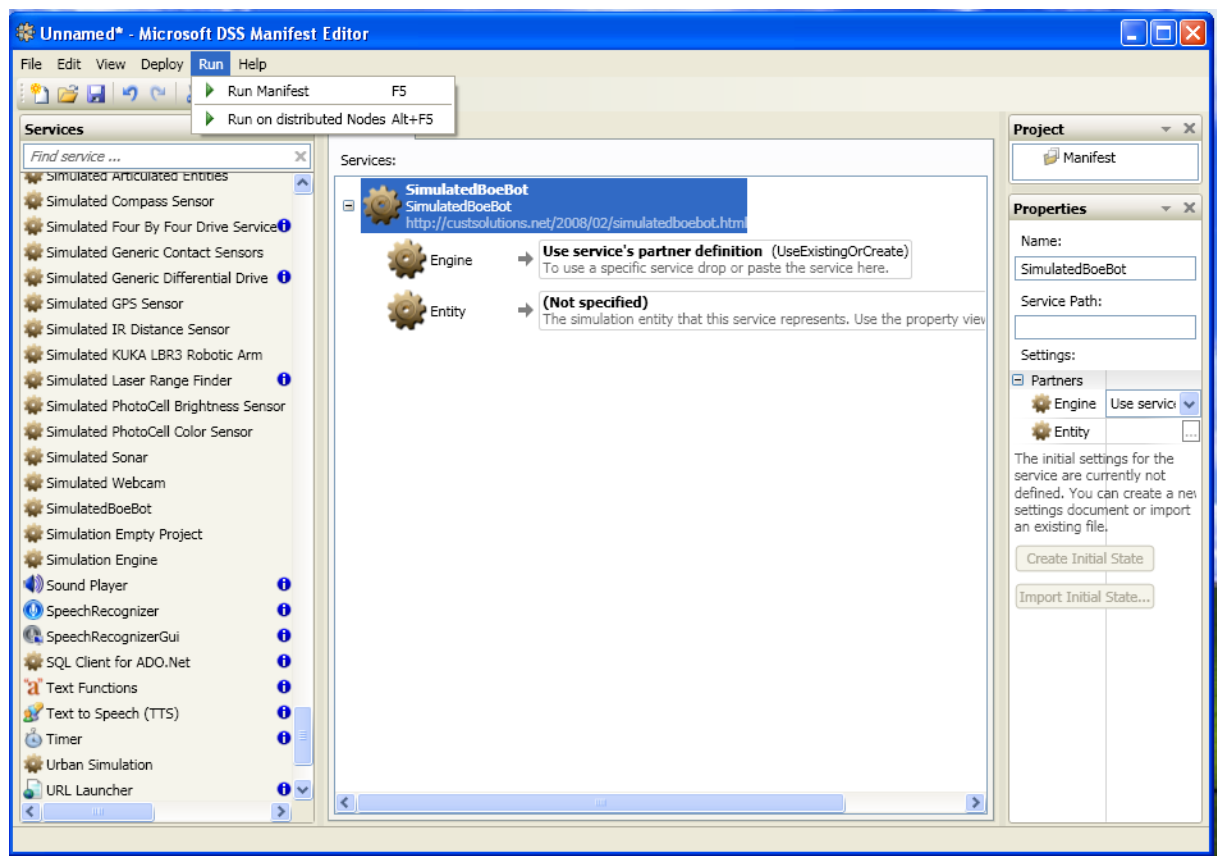 Unnamed* - Microsoft DSS Manifest Editor
File Edit View Deploy Run Help
Run Manifest F5
Run on distributed Nodes Alt+F5
Services
Find service ...
Simulated Articulated Entities
Simulated Compass Sensor
Simulated Four By Four Drive Service
Simulated Generic Contact Sensors
Simulated Generic Differential Drive
Simulated GPS Sensor
Simulated IR Distance Sensor
Simulated KUKA LBR3 Robotic Arm
Simulated Laser Range Finder
Simulated PhotoCell Brightness Sensor
Simulated PhotoCell Color Sensor
Simulated Sonar
Simulated Webcam
SimulatedBoeBot
Simulation Empty Project
Simulation Engine
Sound Player
SpeechRecognizer
SpeechRecognizerGui
SQL Client for ADO.Net
Text Functions
Text to Speech (TTS)
Timer
Urban Simulation
URL Launcher
Services:
SimulatedBoeBot
SimulatedBoeBot
http://custsolutions.net/2008/02/simulatedboebot.html
Engine
Use service's partner definition (UseExistingOrCreate)
To use a specific service drop or paste the service here.
Entity
(Not specified)
The simulation entity that this service represents. Use the property view
Project
Manifest
Properties
Name:
SimulatedBoeBot
Service Path:
Settings:
Partners
Engine Use servic
Entity ...
The initial settings for the
service are currently not
defined. You can create a new
settings document or import
an existing file.
Create Initial State
Import Initial State...